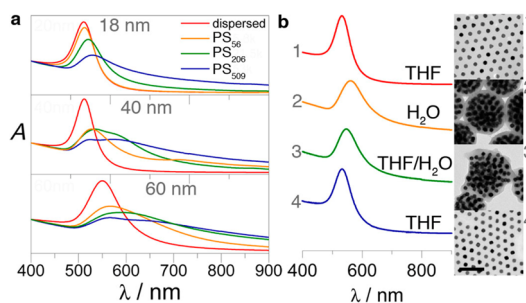 a
18 nm
dispersed
PS56
PS206
PS509
40 nm
A
60 nm
400 500 600 700 800 900
λ / nm
b
1
THF
2
H2O
3
THF/H2O
4
THF
400 600 800
λ / nm